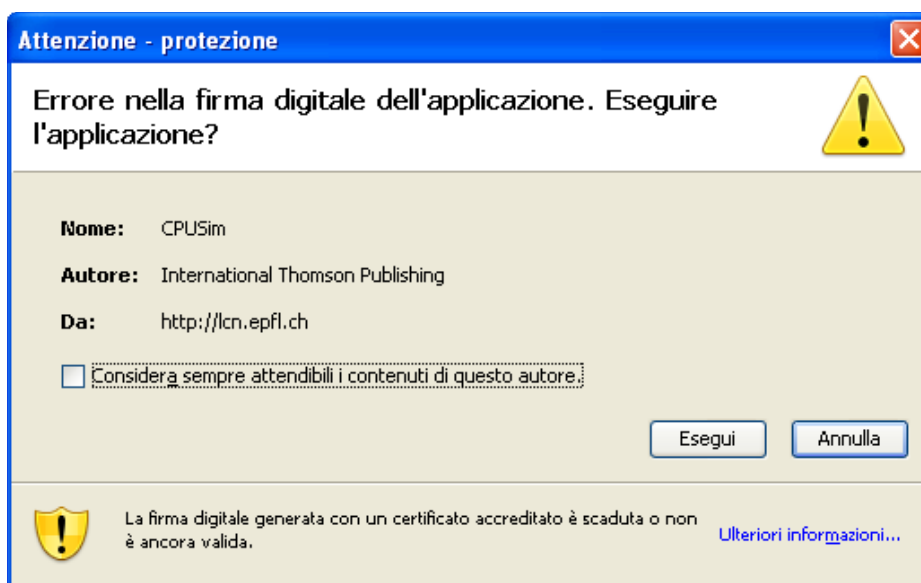 Attenzione - protezione
Errore nella firma digitale dell'applicazione. Eseguire
l'applicazione?
Nome: CPUSim
Autore: International Thomson Publishing
Da: http://lcn.epfl.ch
Considera sempre attendibili i contenuti di questo autore.
Esegui Annulla
La firma digitale generata con un certificato accreditato è scaduta o non
è ancora valida.
Ulteriori informazioni...